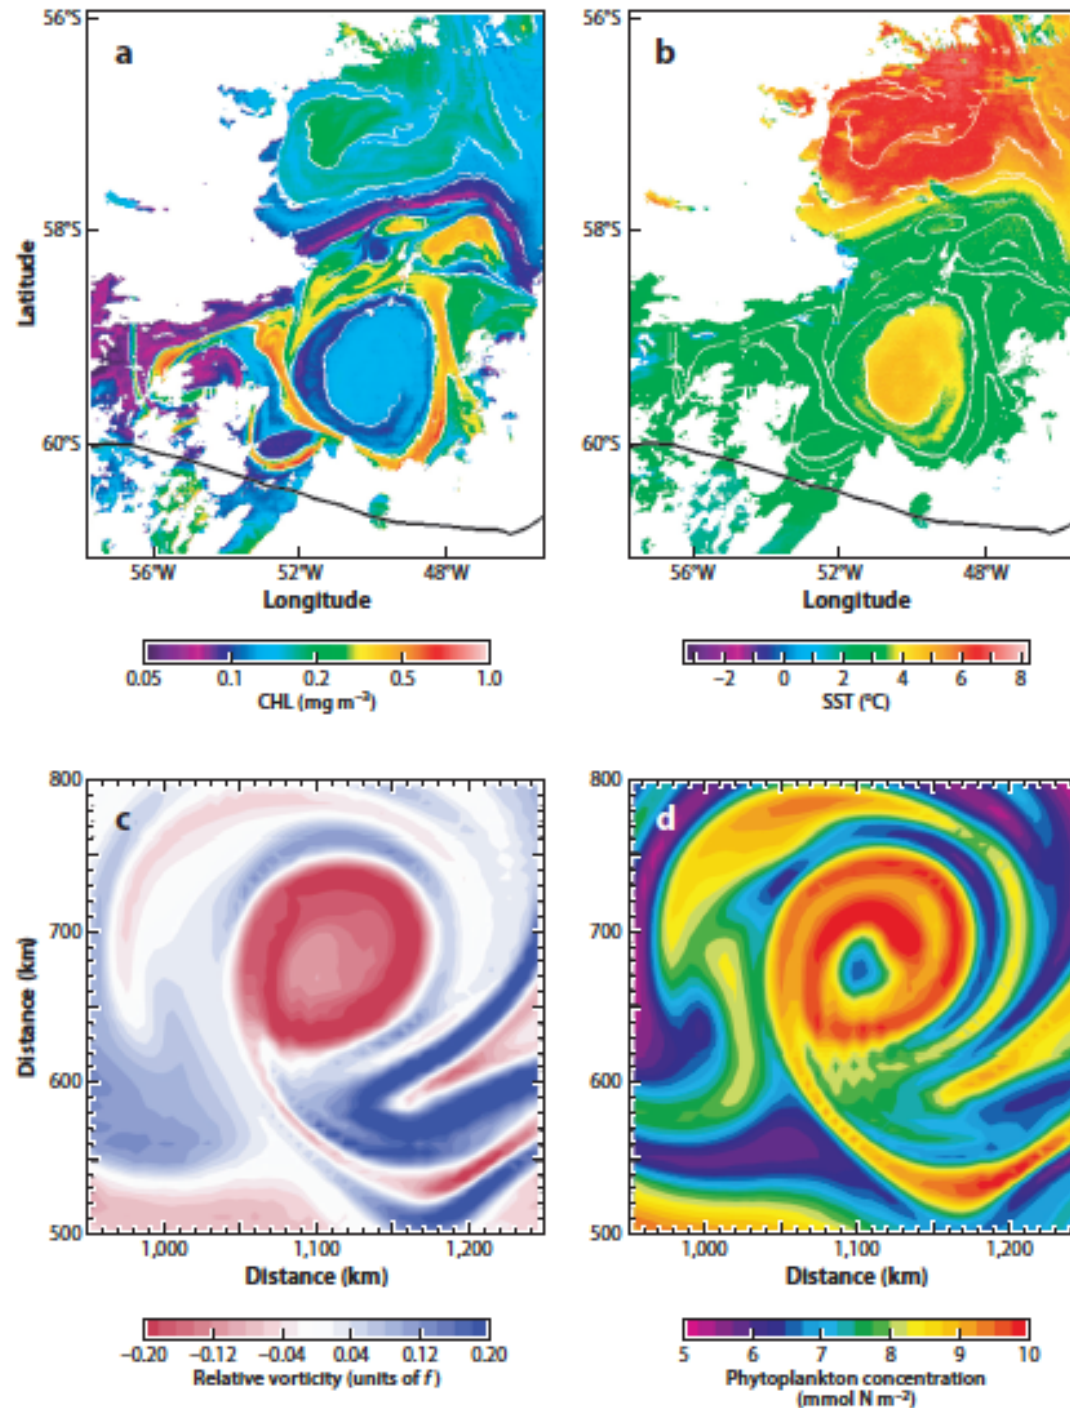 a
b
56°S
58°S
60°S
Latitude
56°W 52°W 48°W
Longitude
56°S
58°S
60°S
56°W 52°W 48°W
Longitude
0.05 0.1 0.2 0.5 1.0
CHL (mg m⁻³)
−2 0 2 4 6 8
SST (°C)
c
d
800
700
600
500
Distance (km)
1,000 1,100 1,200
Distance (km)
800
700
600
500
1,000 1,100 1,200
Distance (km)
−0.20 −0.12 −0.04 0.04 0.12 0.20
Relative vorticity (units of f)
5 6 7 8 9 10
Phytoplankton concentration
(mmol N m⁻²)